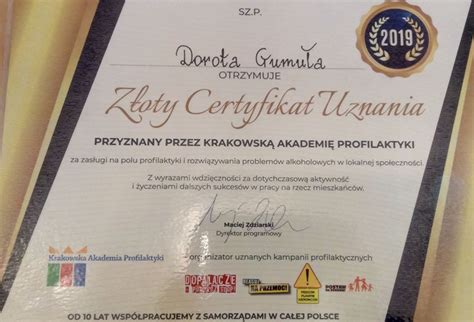 SZ.P.
2019
Dorota Gumuła
OTRZYMUJE
Złoty Certyfikat Uznania
PRZYZNANY PRZEZ KRAKOWSKĄ AKADEMIĘ PROFILAKTYKI
za zasługi na polu profilaktyki i rozwiązywania problemów alkoholowych w lokalnej społeczności.
Z wyrazami wdzięczności za dotychczasową aktywność
i życzeniami dalszych sukcesów w pracy na rzecz mieszkańców.
Maciej Zdziarski
Dyrektor programowy
Krakowska Akademia Profilaktyki
organizator uznanych kampanii profilaktycznych
DOPALACZE
PRZEMOCY
OD 10 LAT WSPÓŁPRACUJEMY Z SAMORZĄDAMI W CAŁEJ POLSCE